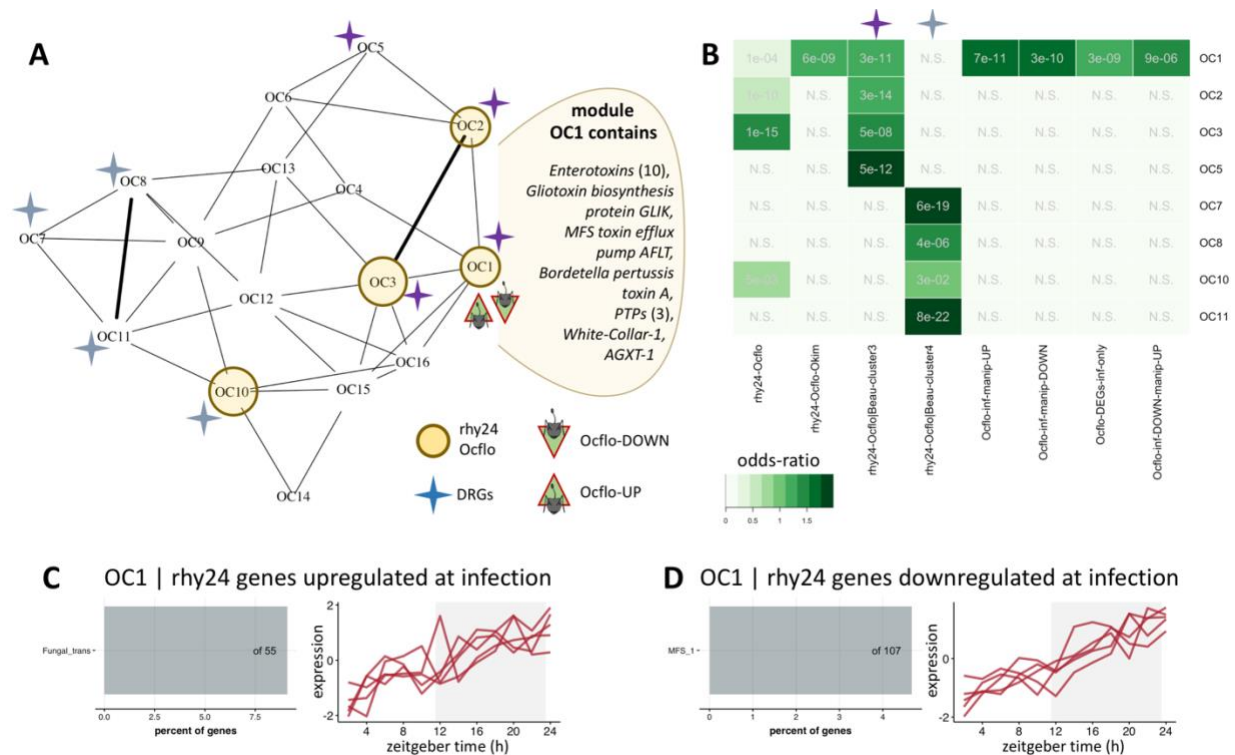 A
OC5
OC6
OC2
OC13
OC8
OC4
OC7
OC9
OC1
OC3
OC12
OC11
OC16
OC15
OC10
OC14
module
OC1 contains
Enterotoxins (10),
Gliotoxin biosynthesis
protein GLIK,
MFS toxin efflux
pump AFLT,
Bordetella pertussis
toxin A,
PTPs (3),
White-Collar-1,
AGXT-1
rhy24
Ocflo
DRGs
Ocflo-DOWN
Ocflo-UP
B
1e-04 6e-09 3e-11 N.S. 7e-11 3e-10 3e-09 9e-06 OC1
1e-10 N.S. 3e-14 N.S. N.S. N.S. N.S. N.S. OC2
1e-15 N.S. 5e-08 N.S. N.S. N.S. N.S. N.S. OC3
N.S. N.S. 5e-12 N.S. N.S. N.S. N.S. N.S. OC5
N.S. N.S. N.S. 6e-19 N.S. N.S. N.S. N.S. OC7
N.S. N.S. N.S. 4e-06 N.S. N.S. N.S. N.S. OC8
N.S. N.S. 3e-02 N.S. N.S. N.S. N.S. OC10
N.S. N.S. N.S. 8e-22 N.S. N.S. N.S. N.S. OC11
rhy24-Ocflo
rhy24-Ocflo-Okim
rhy24-Ocflo|Beau-cluster3
rhy24-Ocflo|Beau-cluster4
Ocflo-inf-manip-UP
Ocflo-inf-manip-DOWN
Ocflo-DEGs-inf-only
Ocflo-inf-DOWN-manip-UP
odds-ratio
0 0.5 1 1.5
C OC1 | rhy24 genes upregulated at infection
Fungal_trans
of 55
0.0 2.5 5.0 7.5
percent of genes
expression
2
0
-2
4 8 12 16 20 24
zeitgeber time (h)
D OC1 | rhy24 genes downregulated at infection
MFS_1
of 107
0 1 2 3 4
percent of genes
expression
2
0
-2
4 8 12 16 20 24
zeitgeber time (h)